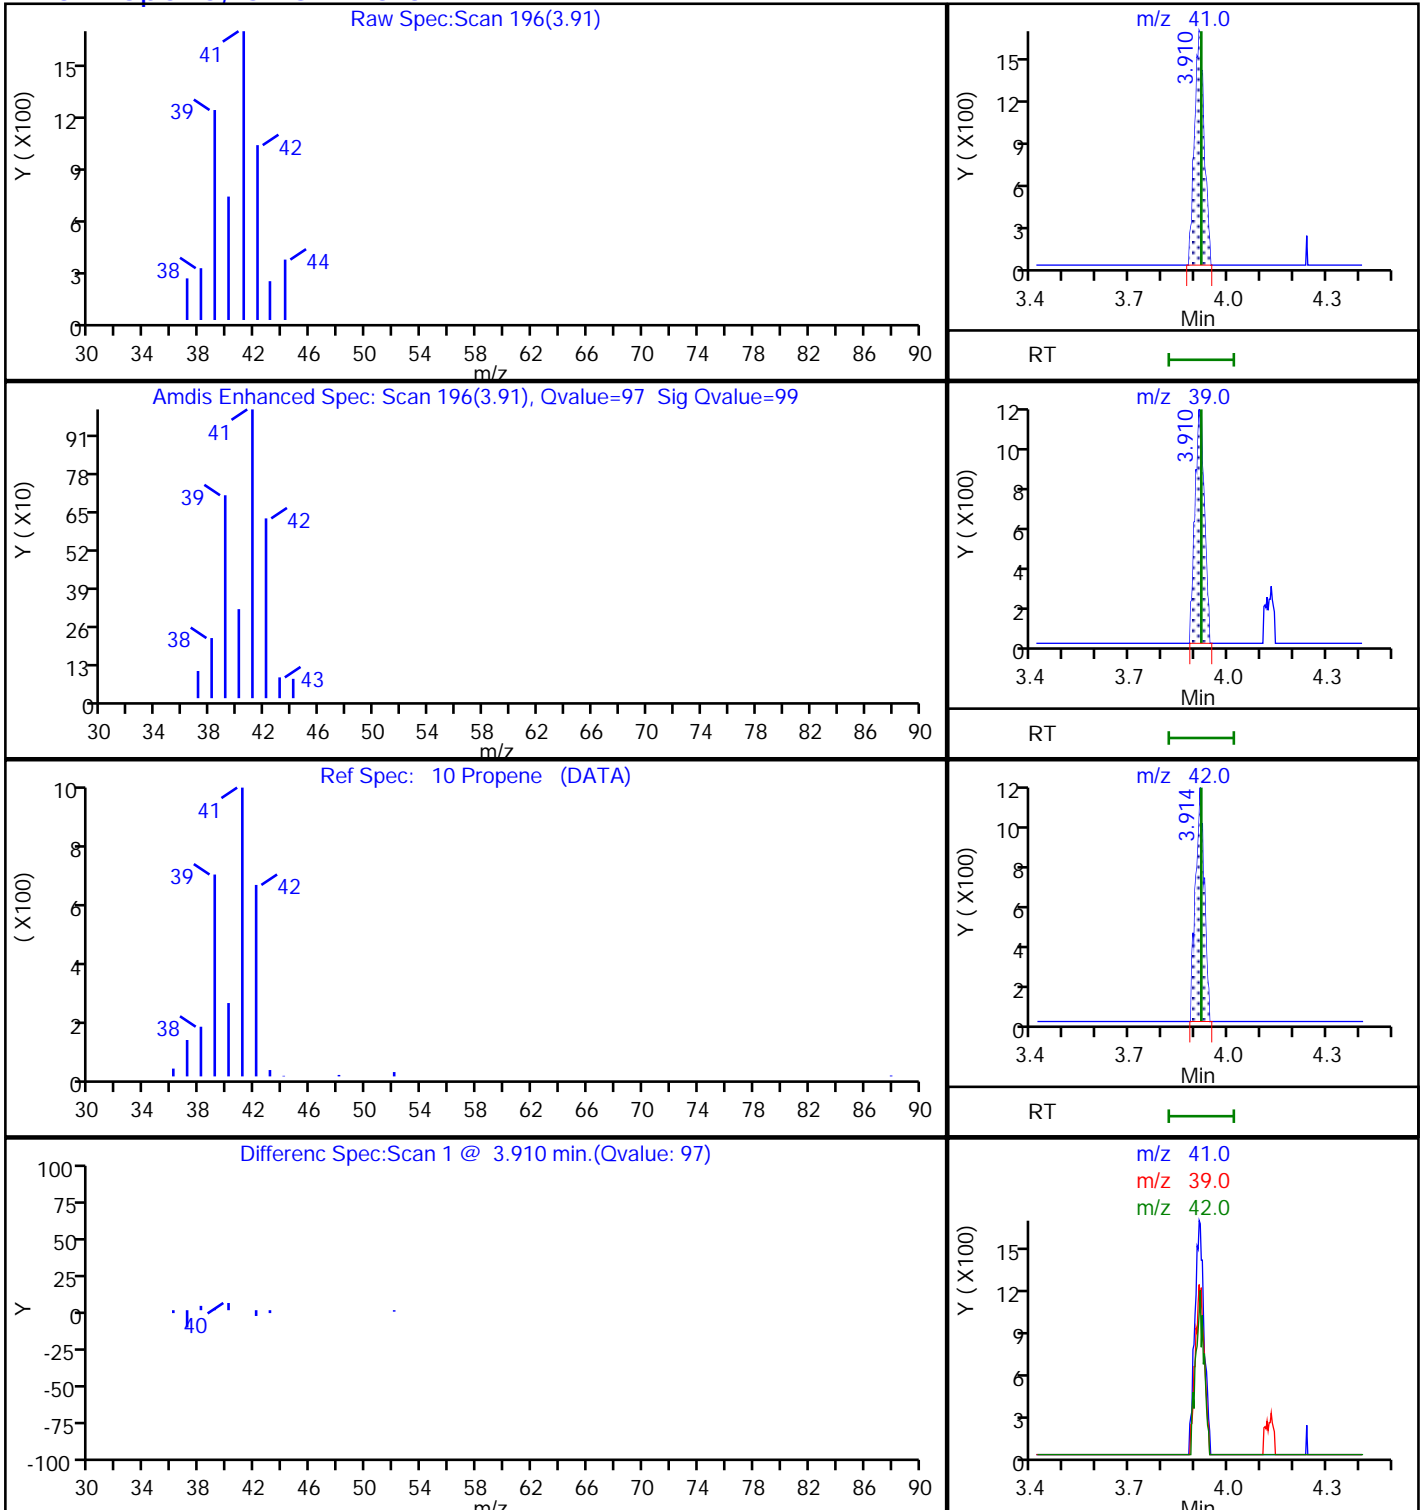 Raw Spec:Scan 196(3.91)
Y ( X100)
15
12
9
6
3
0
41
39
42
38
44
30 34 38 42 46 50 54 58 62 66 70 74 78 82 86 90
m/z
m/z 41.0
Y ( X100)
15
12
9
6
3
0
3.910
3.4 3.7 4.0 4.3
Min
RT
Amdis Enhanced Spec: Scan 196(3.91), Qvalue=97 Sig Qvalue=99
Y ( X10)
91
78
65
52
39
26
13
0
41
39
42
38
43
30 34 38 42 46 50 54 58 62 66 70 74 78 82 86 90
m/z
m/z 39.0
Y ( X100)
12
10
8
6
4
2
0
3.910
3.4 3.7 4.0 4.3
Min
RT
Ref Spec: 10 Propene (DATA)
( X100)
10
8
6
4
2
0
41
39
42
38
30 34 38 42 46 50 54 58 62 66 70 74 78 82 86 90
m/z 42.0
Y ( X100)
12
10
8
6
4
2
0
3.914
3.4 3.7 4.0 4.3
Min
RT
Differenc Spec:Scan 1 @ 3.910 min.(Qvalue: 97)
Y
100
75
50
25
0
-25
-50
-75
-100
40
30 34 38 42 46 50 54 58 62 66 70 74 78 82 86 90
m/z
m/z 41.0
m/z 39.0
m/z 42.0
Y ( X100)
15
12
9
6
3
0
3.4 3.7 4.0 4.3
Min